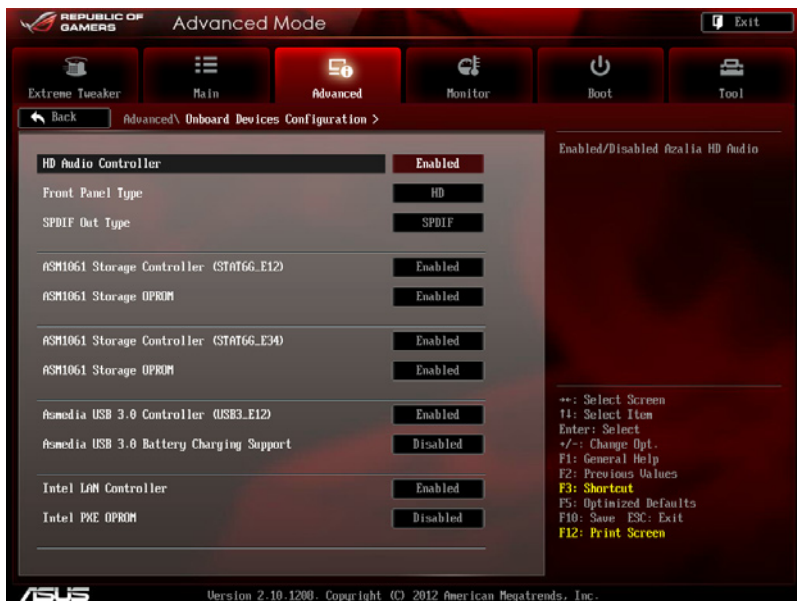 REPUBLIC OF
GAMERS
Advanced Mode
Exit
Extreme Tweaker
Main
Advanced
Monitor
Boot
Tool
Back
Advanced\ Onboard Devices Configuration >
HD Audio Controller Enabled
Front Panel Type HD
SPDIF Out Type SPDIF
ASM1061 Storage Controller (STAT6G_E12) Enabled
ASM1061 Storage OPROM Enabled
ASM1061 Storage Controller (STAT6G_E34) Enabled
ASM1061 Storage OPROM Enabled
Asmedia USB 3.0 Controller (USB3_E12) Enabled
Asmedia USB 3.0 Battery Charging Support Disabled
Intel LAN Controller Enabled
Intel PXE OPROM Disabled
Enabled/Disabled Azalia HD Audio
→←: Select Screen
↑↓: Select Item
Enter: Select
+/-: Change Opt.
F1: General Help
F2: Previous Values
F3: Shortcut
F5: Optimized Defaults
F10: Save ESC: Exit
F12: Print Screen
ASUS
Version 2.10.1208. Copyright (C) 2012 American Megatrends, Inc.